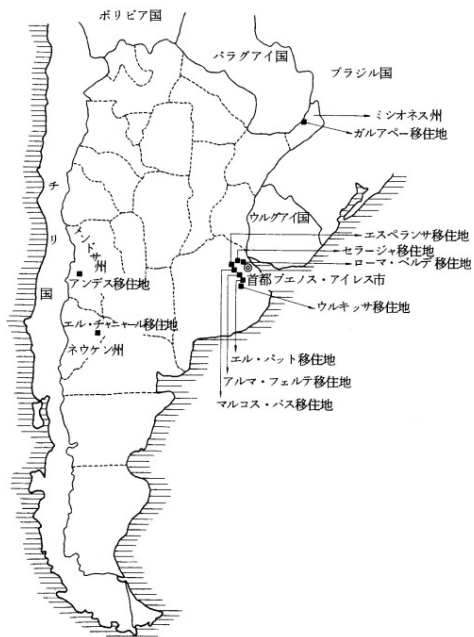 ボリビア国
パラグアイ国
ブラジル国
ミシオネス州
ガルアペー移住地
チリ国
ウルグアイ国
メンドサ州
エスペランサ移住地
セラージャ移住地
ローマ・ベルデ移住地
アンデス移住地
首都ブエノス・アイレス市
ウルキッサ移住地
エル・チャニャール移住地
ネウケン州
エル・パット移住地
アルマ・フェルテ移住地
マルコス・パス移住地